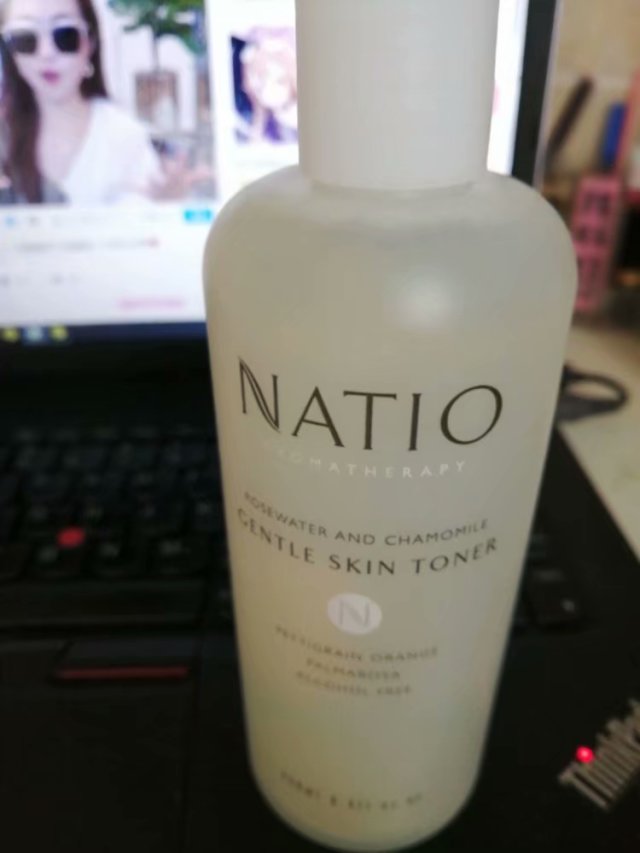 NATIO
AROMATHERAPY
ROSEWATER AND CHAMOMILE
GENTLE SKIN TONER
N
PETITGRAIN ORANGE
PALMAROSA
ALCOHOL FREE
ThinkPad